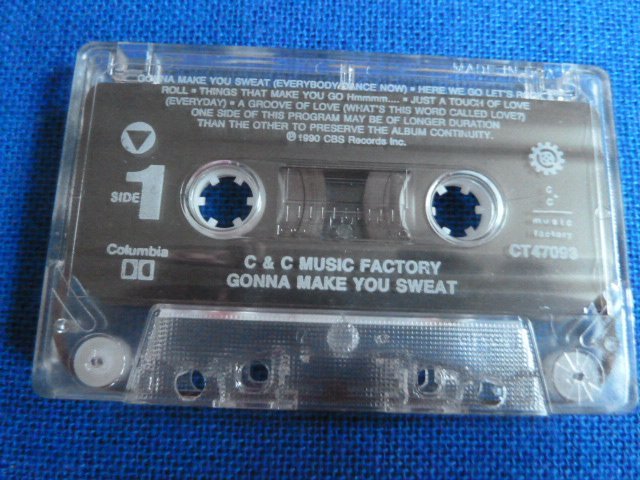 MADE IN
GONNA MAKE YOU SWEAT (EVERYBODY DANCE NOW) • HERE WE GO LET'S ROCK &
ROLL • THINGS THAT MAKE YOU GO Hmmmm.... • JUST A TOUCH OF LOVE
(EVERYDAY) • A GROOVE OF LOVE (WHAT'S THIS WORD CALLED LOVE?)
ONE SIDE OF THIS PROGRAM MAY BE OF LONGER DURATION
THAN THE OTHER TO PRESERVE THE ALBUM CONTINUITY.
℗ 1990 CBS Records Inc.
SIDE 1
C
C
music
factory
Columbia
CT47093
C & C MUSIC FACTORY
GONNA MAKE YOU SWEAT